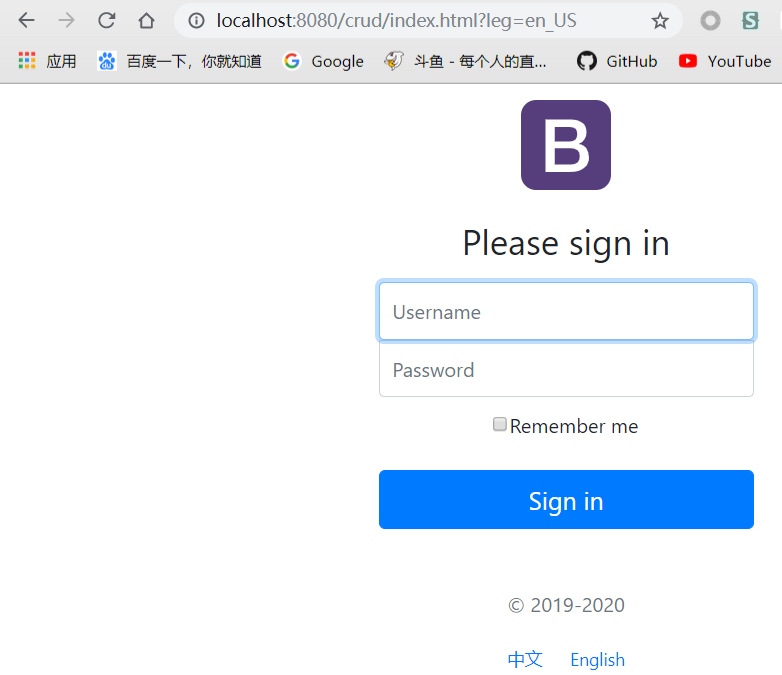 localhost:8080/crud/index.html?leg=en_US
S
应用 百度一下，你就知道 Google 斗鱼 - 每个人的直... GitHub YouTube
B
Please sign in
Username
Password
Remember me
Sign in
© 2019-2020
中文 English